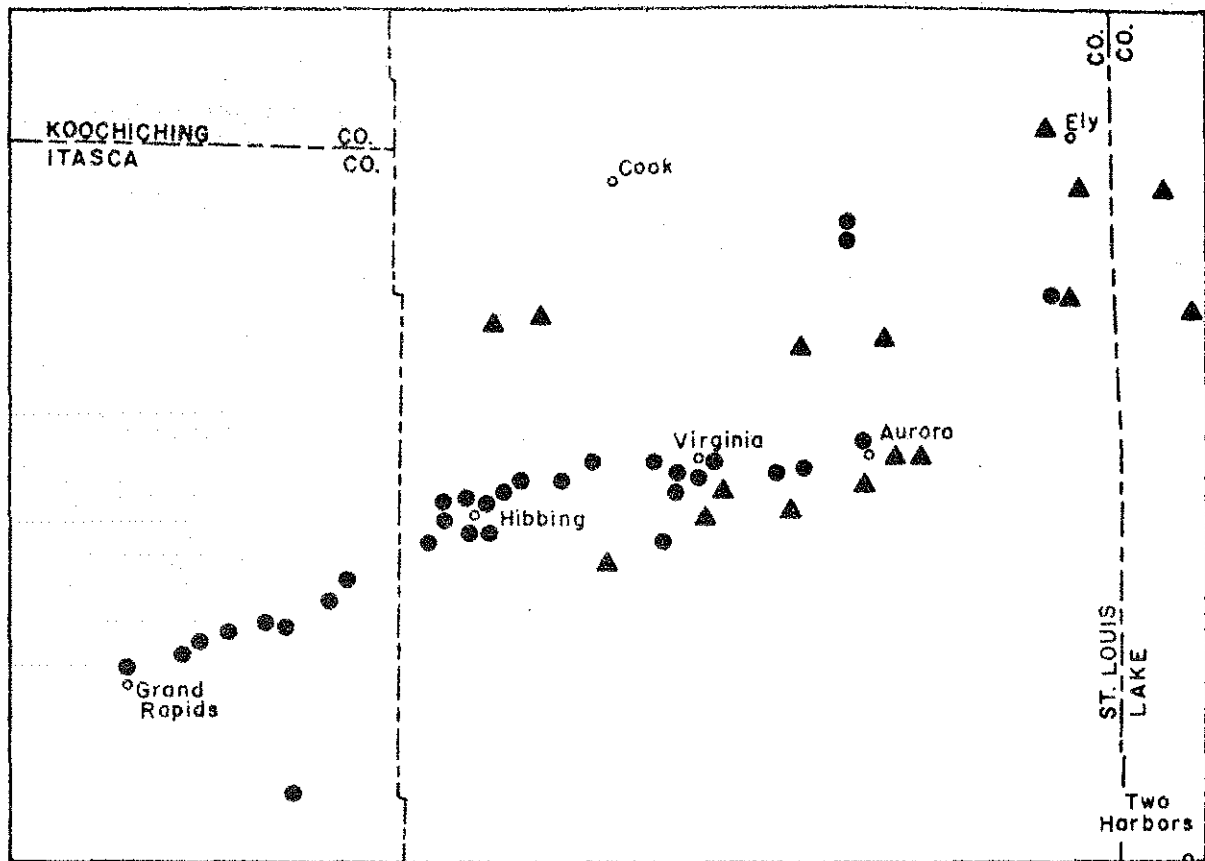 KOOCHICHING CO.
ITASCA CO.
CO.
CO.
Ely
Cook
Virginia
Aurora
Hibbing
Grand
Rapids
ST. LOUIS
LAKE
Two
Harbors